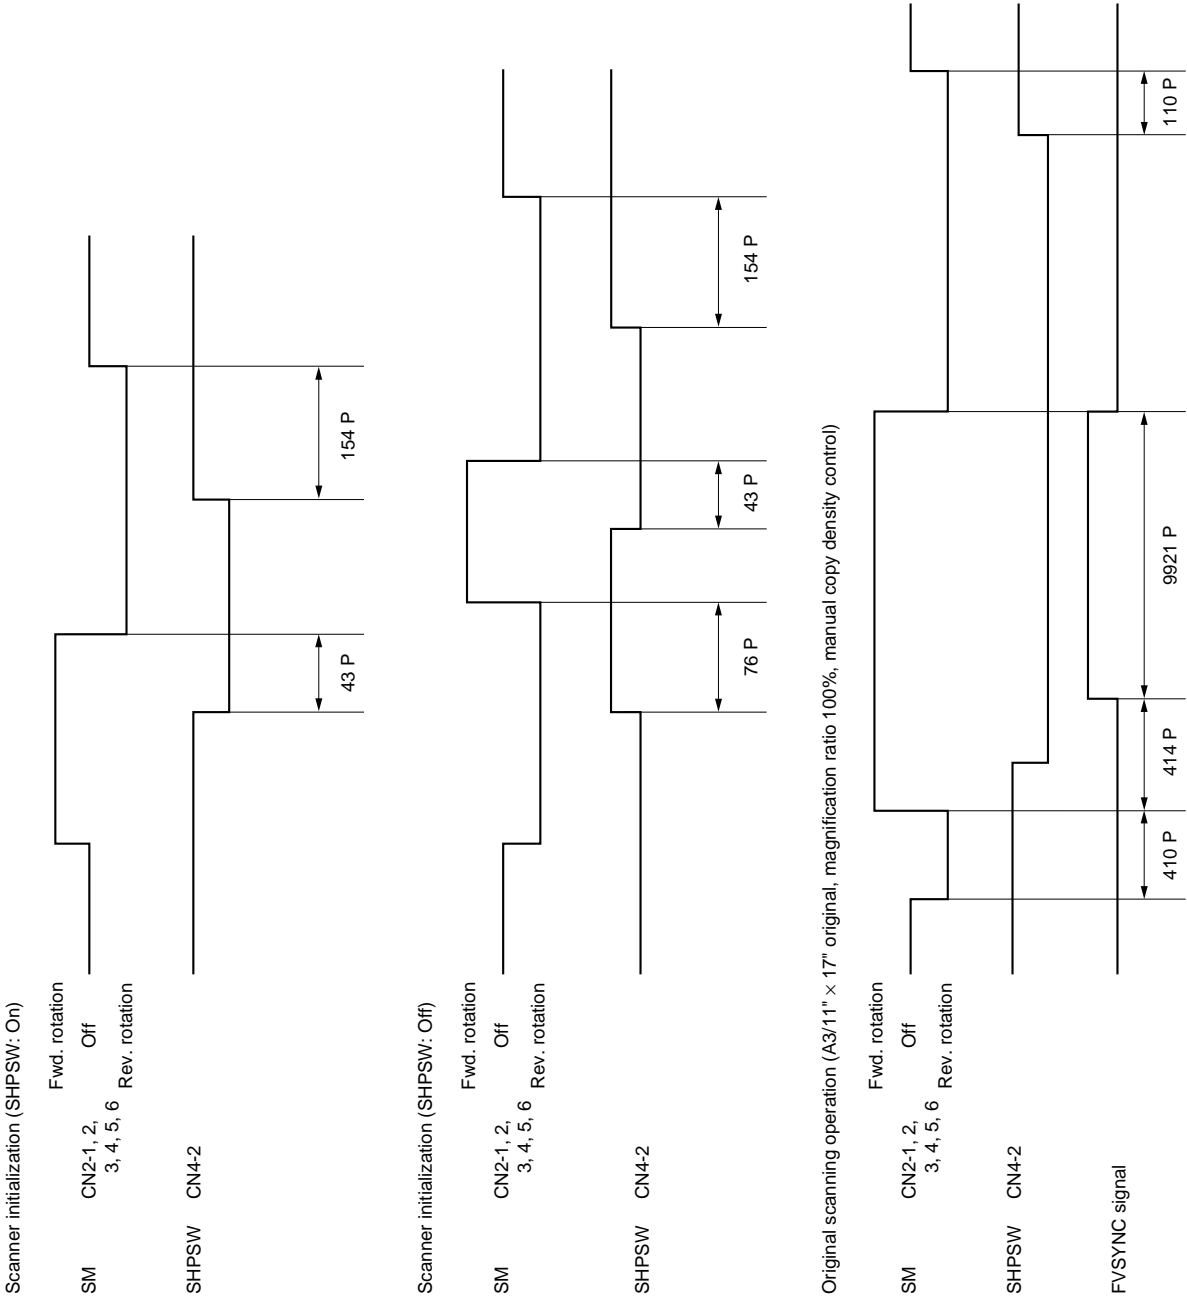 Scanner initialization (SHPSW: On)
Fwd. rotation
SM CN2-1, 2, Off
3, 4, 5, 6
Rev. rotation
SHPSW CN4-2
43 P
154 P
Scanner initialization (SHPSW: Off)
Fwd. rotation
SM CN2-1, 2, Off
3, 4, 5, 6
Rev. rotation
SHPSW CN4-2
76 P
43 P
154 P
Original scanning operation (A3/11" × 17" original, magnification ratio 100%, manual copy density control)
Fwd. rotation
SM CN2-1, 2, Off
3, 4, 5, 6
Rev. rotation
SHPSW CN4-2
FVSYNC signal
410 P
414 P
9921 P
110 P